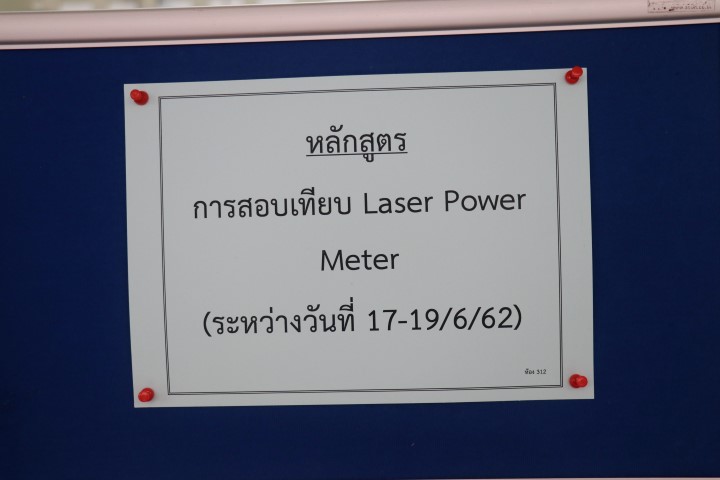 หลักสูตร
การสอบเทียบ Laser Power
Meter
(ระหว่างวันที่ 17-19/6/62)
ห้อง 312